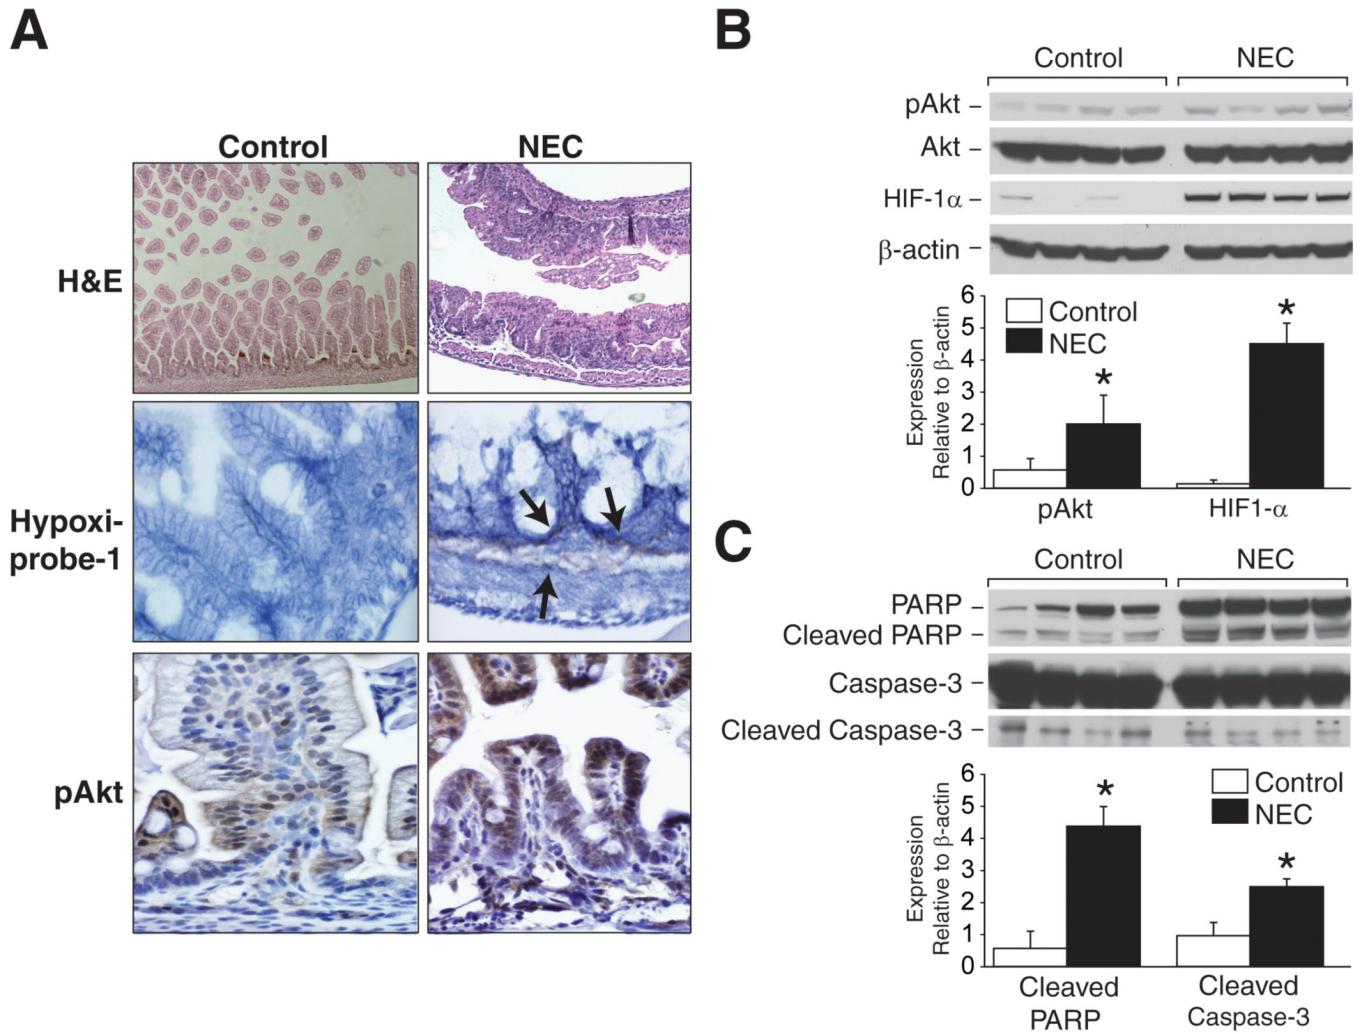 A
Control
NEC
H&E
Hypoxi-
probe-1
pAkt
B
Control
NEC
pAkt
Akt
HIF-1α
β-actin
Expression
Relative to β-actin
6
5
4
3
2
1
0
Control
NEC
*
*
pAkt
HIF1-α
C
Control
NEC
PARP
Cleaved PARP
Caspase-3
Cleaved Caspase-3
Expression
Relative to β-actin
6
5
4
3
2
1
0
Control
NEC
*
*
Cleaved
PARP
Cleaved
Caspase-3